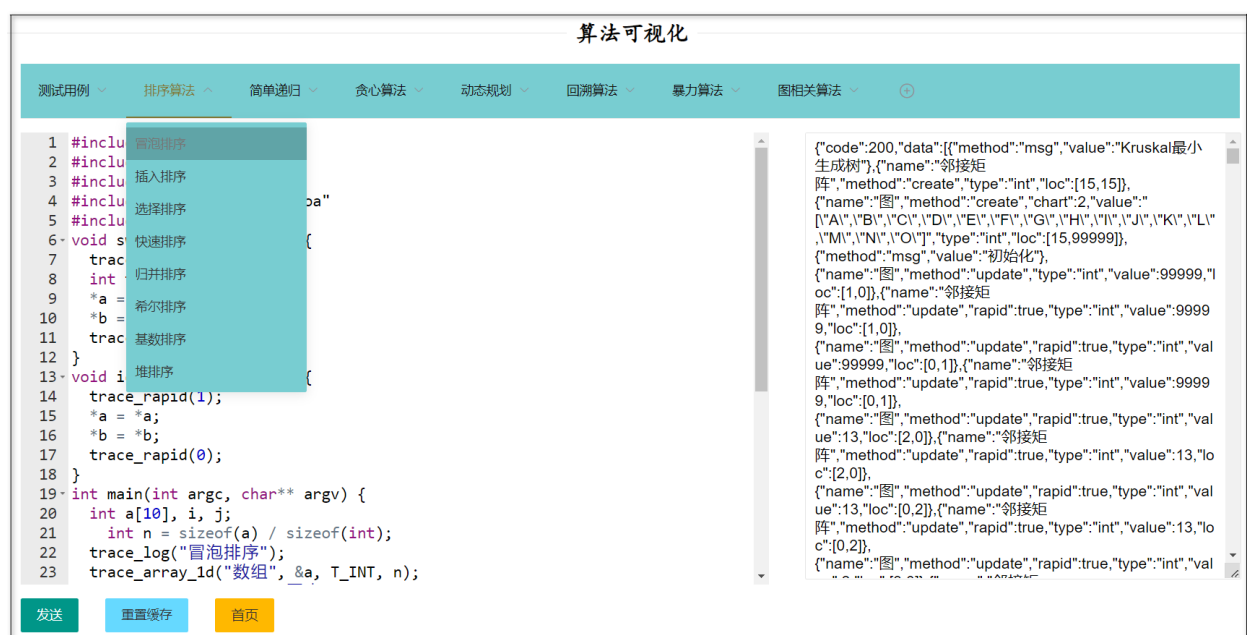 算法可视化
测试用例 排序算法 简单递归 贪心算法 动态规划 回溯算法 暴力算法 图相关算法
冒泡排序
插入排序
选择排序
快速排序
归并排序
希尔排序
基数排序
堆排序
1 #inclu
2 #inclu
3 #inclu
4 #inclu pa"
5 #inclu
6 void s {
7 trac
8 int
9 *a =
10 *b =
11 trac
12 }
13 void i {
14 trace_rapid(1);
15 *a = *a;
16 *b = *b;
17 trace_rapid(0);
18 }
19 int main(int argc, char** argv) {
20 int a[10], i, j;
21 int n = sizeof(a) / sizeof(int);
22 trace_log("冒泡排序");
23 trace_array_1d("数组", &a, T_INT, n);
{"code":200,"data":[{"method":"msg","value":"Kruskal最小
生成树"},{"name":"邻接矩
阵","method":"create","type":"int","loc":[15,15]},
{"name":"图","method":"create","chart":2,"value":"
[\"A\",\"B\",\"C\",\"D\",\"E\",\"F\",\"G\",\"H\",\"I\",\"J\",\"K\",\"L\"
,\"M\",\"N\",\"O\"]","type":"int","loc":[15,99999]},
{"method":"msg","value":"初始化"},
{"name":"图","method":"update","type":"int","value":99999,"l
oc":[1,0]},{"name":"邻接矩
阵","method":"update","rapid":true,"type":"int","value":9999
9,"loc":[1,0]},
{"name":"图","method":"update","rapid":true,"type":"int","val
ue":99999,"loc":[0,1]},{"name":"邻接矩
阵","method":"update","rapid":true,"type":"int","value":9999
9,"loc":[0,1]},
{"name":"图","method":"update","rapid":true,"type":"int","val
ue":13,"loc":[2,0]},{"name":"邻接矩
阵","method":"update","rapid":true,"type":"int","value":13,"lo
c":[2,0]},
{"name":"图","method":"update","rapid":true,"type":"int","val
ue":13,"loc":[0,2]},{"name":"邻接矩
阵","method":"update","rapid":true,"type":"int","value":13,"lo
c":[0,2]},
{"name":"图","method":"update","rapid":true,"type":"int","val
发送 重置缓存 首页